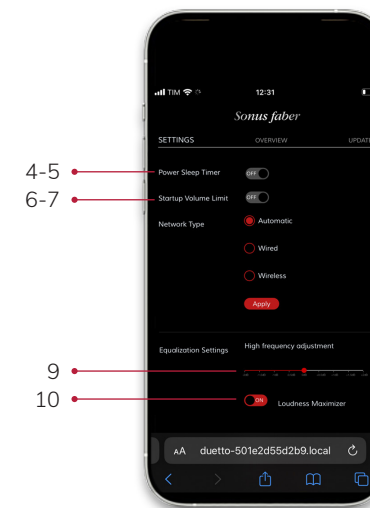 TIM 12:31
Sonus faber
SETTINGS OVERVIEW UPDAT
4-5 Power Sleep Timer OFF
6-7 Startup Volume Limit OFF
Network Type Automatic
Wired
Wireless
Apply
Equalization Settings High frequency adjustment
9
10 ON Loudness Maximizer
AA duetto-501e2d55d2b9.local